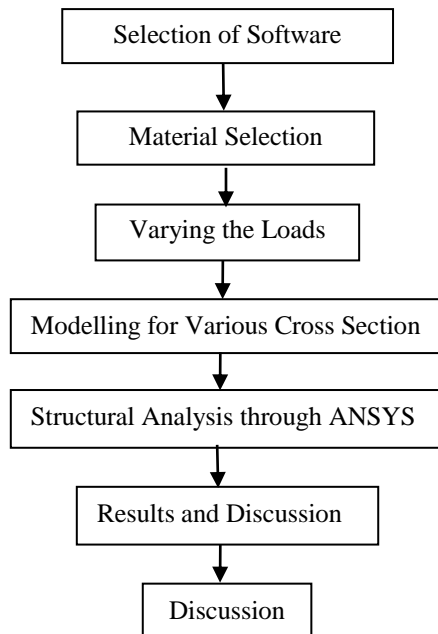 Selection of Software
Material Selection
Varying the Loads
Modelling for Various Cross Section
Structural Analysis through ANSYS
Results and Discussion
Discussion